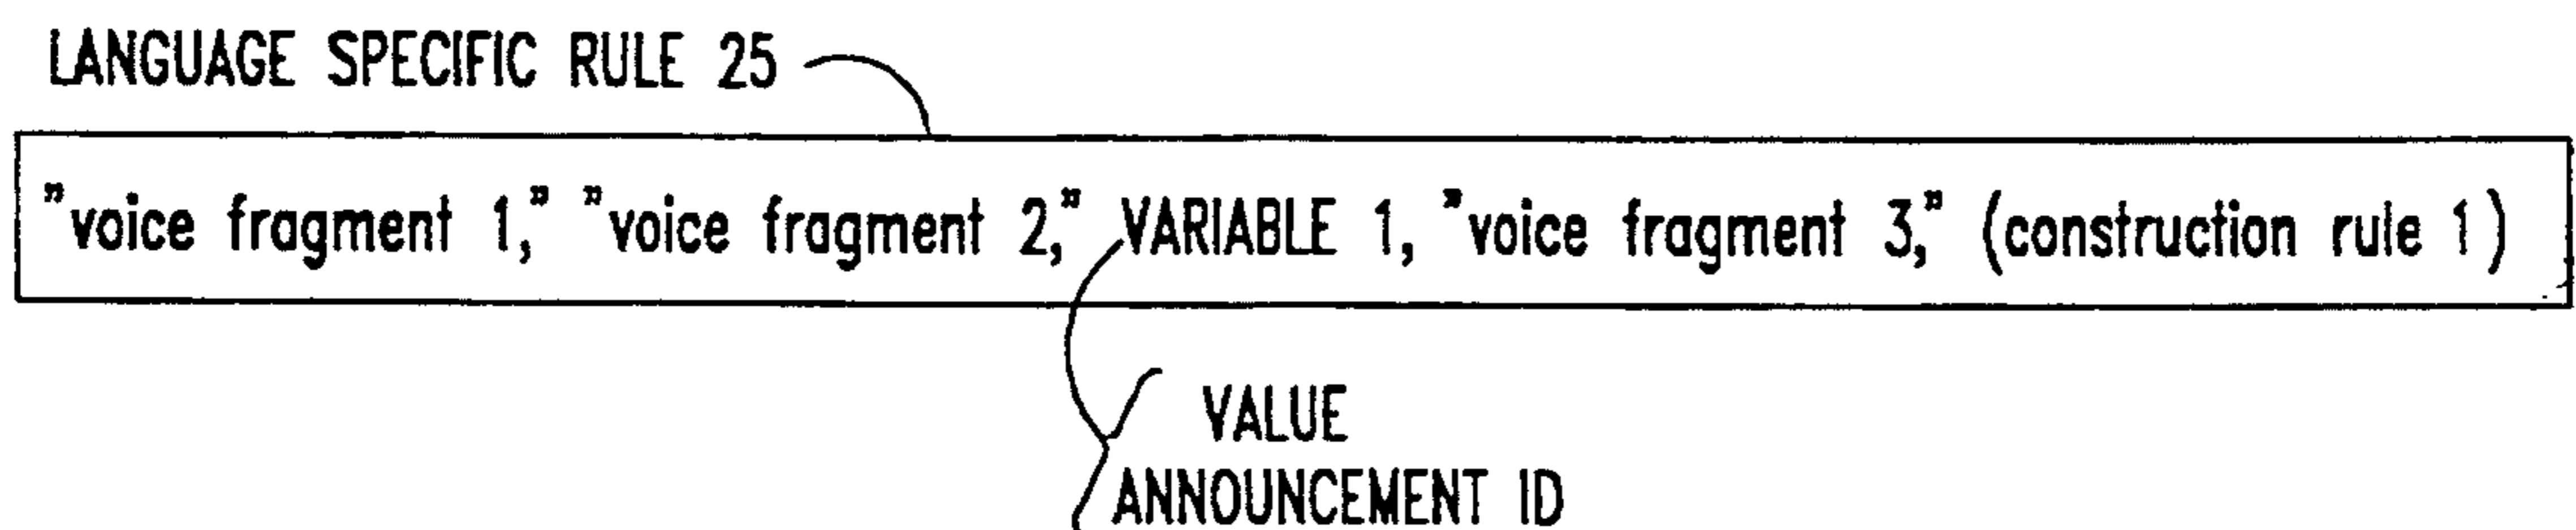 LANGUAGE SPECIFIC RULE 25
"voice fragment 1," "voice fragment 2," VARIABLE 1, "voice fragment 3," (construction rule 1)
VALUE
ANNOUNCEMENT ID